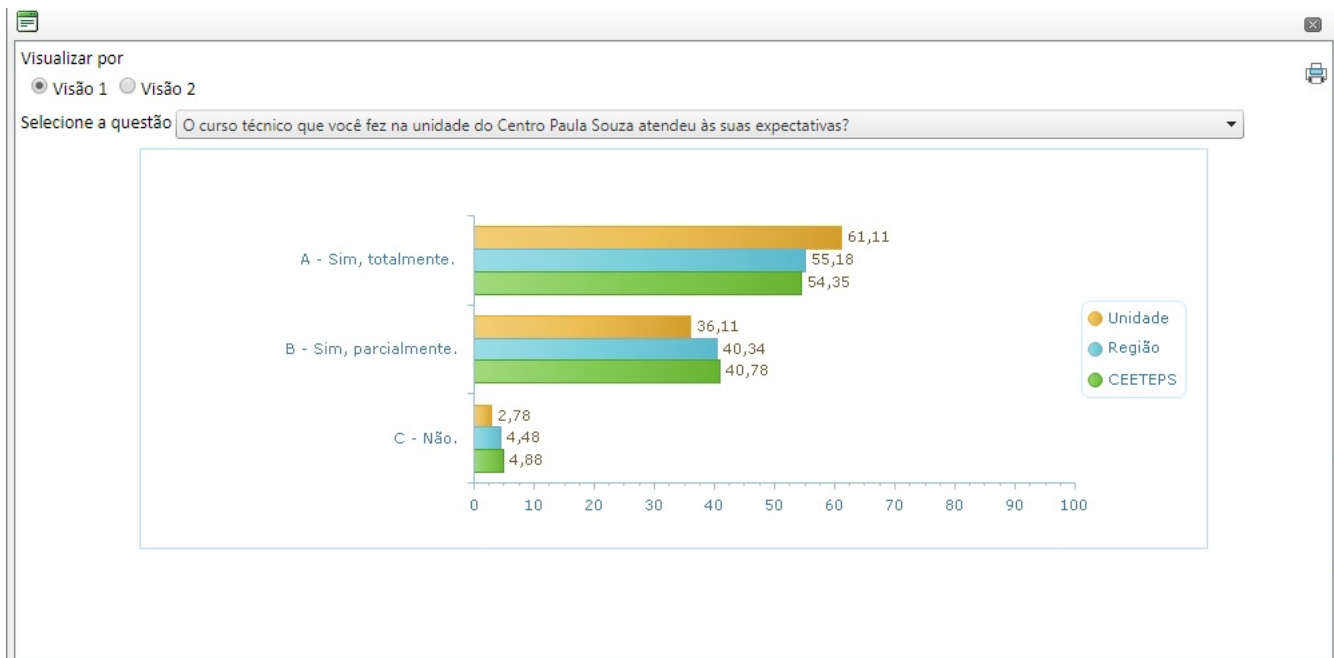 Visualizar por
Visão 1 Visão 2
Selecione a questão O curso técnico que você fez na unidade do Centro Paula Souza atendeu às suas expectativas?
A - Sim, totalmente.
61,11
55,18
54,35
B - Sim, parcialmente.
36,11
40,34
40,78
C - Não.
2,78
4,48
4,88
0 10 20 30 40 50 60 70 80 90 100
Unidade
Região
CEETEPS